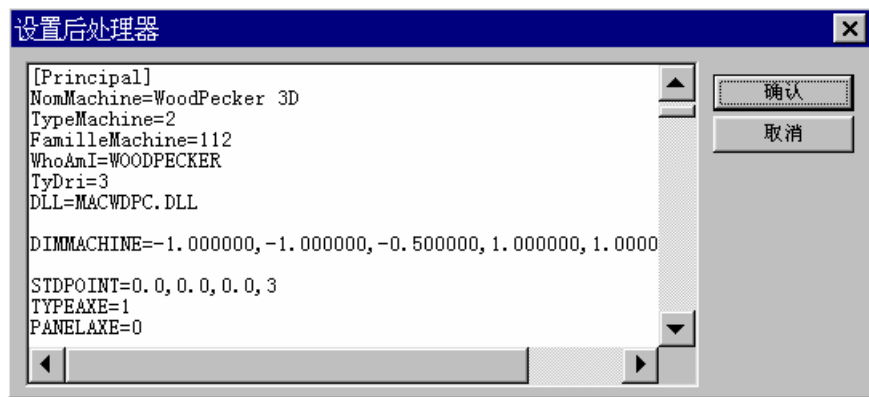 设置后处理器
[Principal]
NomMachine=WoodPecker 3D
TypeMachine=2
FamilleMachine=112
WhoAmI=WOODPECKER
TyDri=3
DLL=MACWDPC.DLL
DIMMACHINE=-1.000000,-1.000000,-0.500000,1.000000,1.0000
STDPOINT=0.0,0.0,0.0,3
TYPEAXE=1
PANELAXE=0
确认
取消